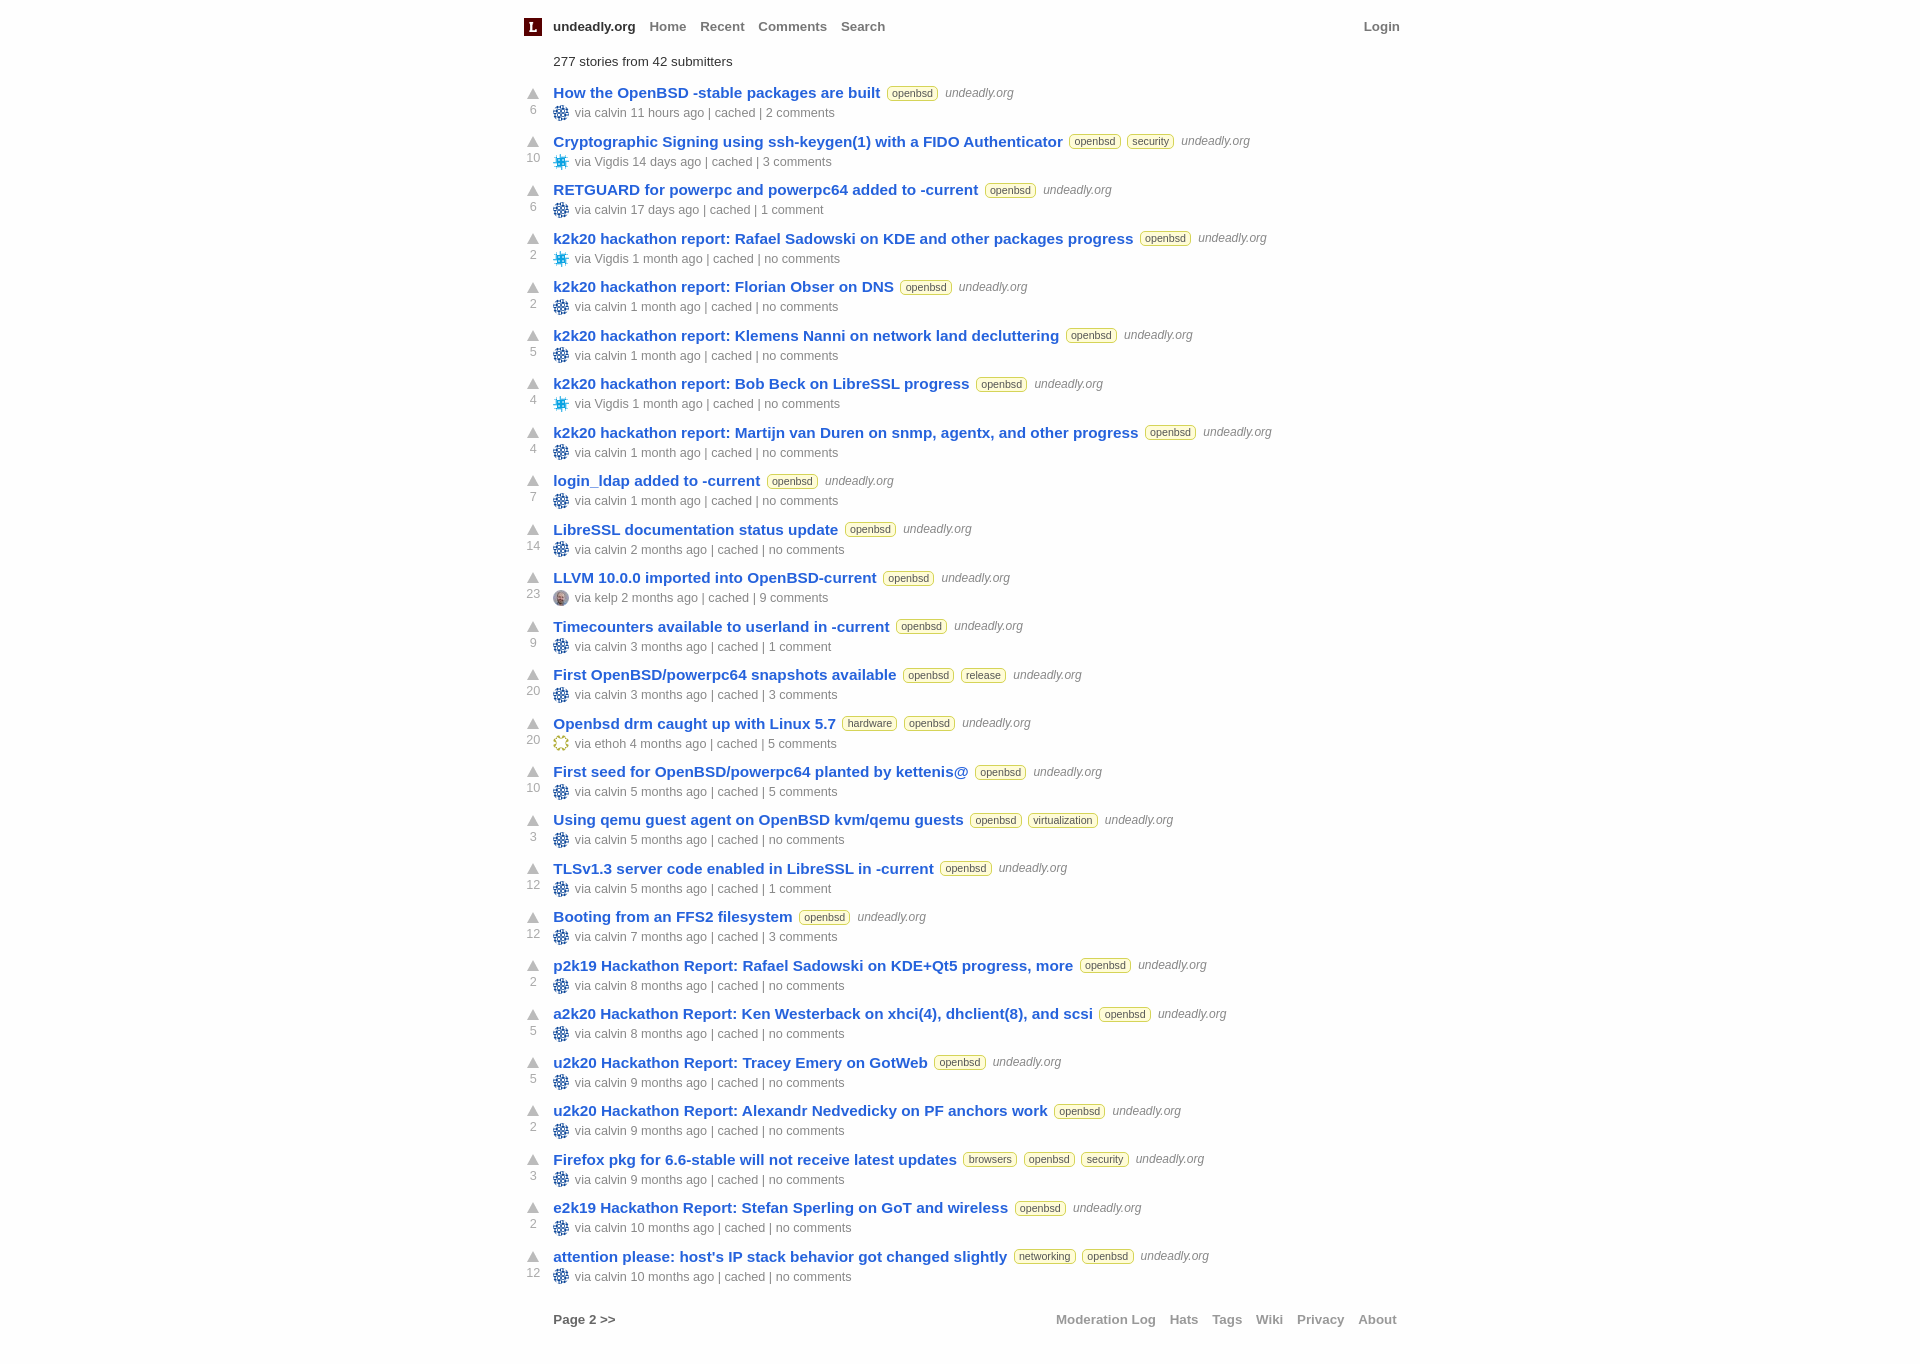 L undeadly.org Home Recent Comments Search Login
277 stories from 42 submitters
How the OpenBSD -stable packages are built openbsd undeadly.org
6 via calvin 11 hours ago | cached | 2 comments
Cryptographic Signing using ssh-keygen(1) with a FIDO Authenticator openbsd security undeadly.org
10 via Vigdis 14 days ago | cached | 3 comments
RETGUARD for powerpc and powerpc64 added to -current openbsd undeadly.org
6 via calvin 17 days ago | cached | 1 comment
k2k20 hackathon report: Rafael Sadowski on KDE and other packages progress openbsd undeadly.org
2 via Vigdis 1 month ago | cached | no comments
k2k20 hackathon report: Florian Obser on DNS openbsd undeadly.org
2 via calvin 1 month ago | cached | no comments
k2k20 hackathon report: Klemens Nanni on network land decluttering openbsd undeadly.org
5 via calvin 1 month ago | cached | no comments
k2k20 hackathon report: Bob Beck on LibreSSL progress openbsd undeadly.org
4 via Vigdis 1 month ago | cached | no comments
k2k20 hackathon report: Martijn van Duren on snmp, agentx, and other progress openbsd undeadly.org
4 via calvin 1 month ago | cached | no comments
login_ldap added to -current openbsd undeadly.org
7 via calvin 1 month ago | cached | no comments
LibreSSL documentation status update openbsd undeadly.org
14 via calvin 2 months ago | cached | no comments
LLVM 10.0.0 imported into OpenBSD-current openbsd undeadly.org
23 via kelp 2 months ago | cached | 9 comments
Timecounters available to userland in -current openbsd undeadly.org
9 via calvin 3 months ago | cached | 1 comment
First OpenBSD/powerpc64 snapshots available openbsd release undeadly.org
20 via calvin 3 months ago | cached | 3 comments
Openbsd drm caught up with Linux 5.7 hardware openbsd undeadly.org
20 via ethoh 4 months ago | cached | 5 comments
First seed for OpenBSD/powerpc64 planted by kettenis@ openbsd undeadly.org
10 via calvin 5 months ago | cached | 5 comments
Using qemu guest agent on OpenBSD kvm/qemu guests openbsd virtualization undeadly.org
3 via calvin 5 months ago | cached | no comments
TLSv1.3 server code enabled in LibreSSL in -current openbsd undeadly.org
12 via calvin 5 months ago | cached | 1 comment
Booting from an FFS2 filesystem openbsd undeadly.org
12 via calvin 7 months ago | cached | 3 comments
p2k19 Hackathon Report: Rafael Sadowski on KDE+Qt5 progress, more openbsd undeadly.org
2 via calvin 8 months ago | cached | no comments
a2k20 Hackathon Report: Ken Westerback on xhci(4), dhclient(8), and scsi openbsd undeadly.org
5 via calvin 8 months ago | cached | no comments
u2k20 Hackathon Report: Tracey Emery on GotWeb openbsd undeadly.org
5 via calvin 9 months ago | cached | no comments
u2k20 Hackathon Report: Alexandr Nedvedicky on PF anchors work openbsd undeadly.org
2 via calvin 9 months ago | cached | no comments
Firefox pkg for 6.6-stable will not receive latest updates browsers openbsd security undeadly.org
3 via calvin 9 months ago | cached | no comments
e2k19 Hackathon Report: Stefan Sperling on GoT and wireless openbsd undeadly.org
2 via calvin 10 months ago | cached | no comments
attention please: host's IP stack behavior got changed slightly networking openbsd undeadly.org
12 via calvin 10 months ago | cached | no comments
Page 2 >> Moderation Log Hats Tags Wiki Privacy About